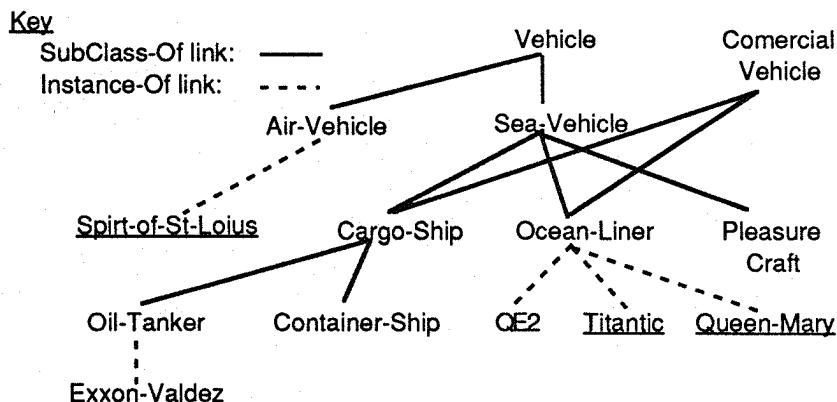 Key
SubClass-Of link:
Instance-Of link:
Vehicle
Comercial
Vehicle
Air-Vehicle
Sea-Vehicle
Spirt-of-St-Loius
Cargo-Ship
Ocean-Liner
Pleasure
Craft
Oil-Tanker
Container-Ship
QE2
Titantic
Queen-Mary
Exxon-Valdez